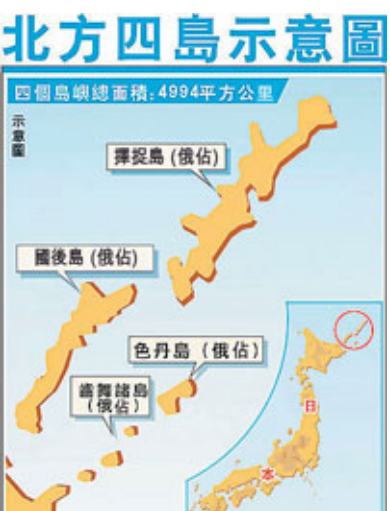 北方四島示意圖
四個島嶼總面積:4994平方公里
示意圖
擇捉島(俄佔)
國後島(俄佔)
色丹島(俄佔)
齒舞諸島
(俄佔)
日
本